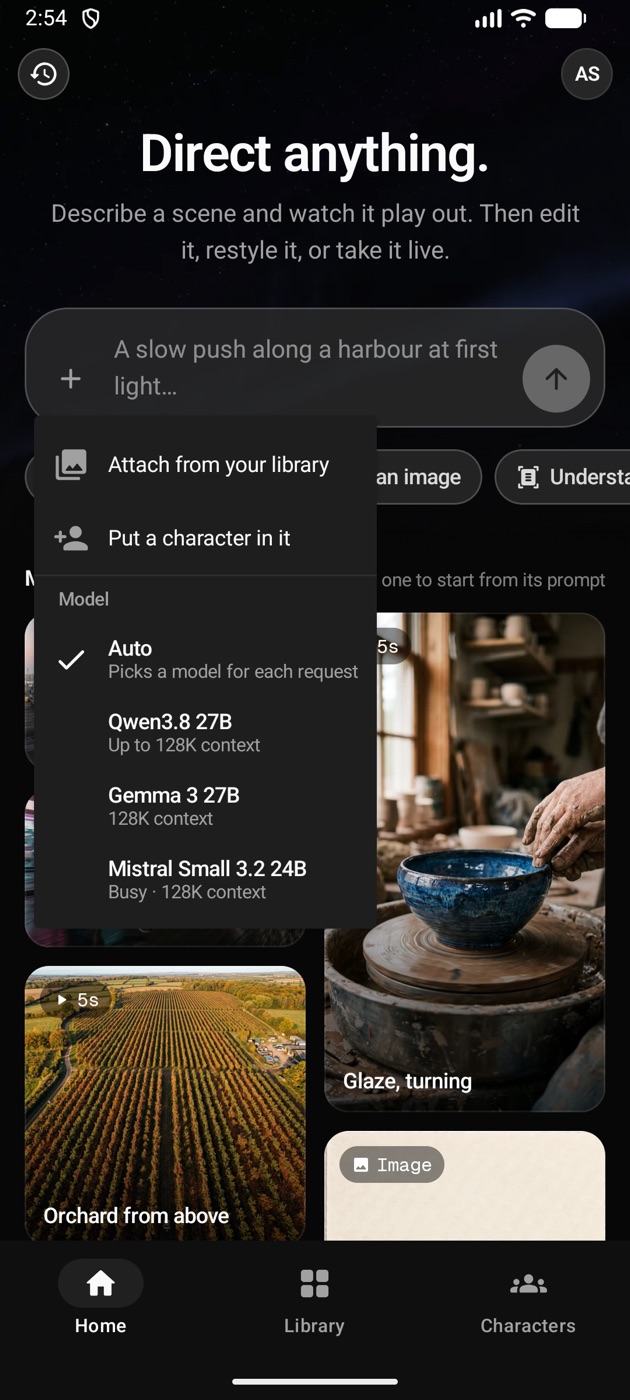 2:54
AS
Direct anything.
Describe a scene and watch it play out. Then edit
it, restyle it, or take it live.
A slow push along a harbour at first
light…
Attach from your library
an image
Understa
Put a character in it
one to start from its prompt
Model
5s
Auto
Picks a model for each request
Qwen3.8 27B
Up to 128K context
Gemma 3 27B
128K context
Mistral Small 3.2 24B
Busy · 128K context
5s
Glaze, turning
Image
Orchard from above
Home
Library
Characters